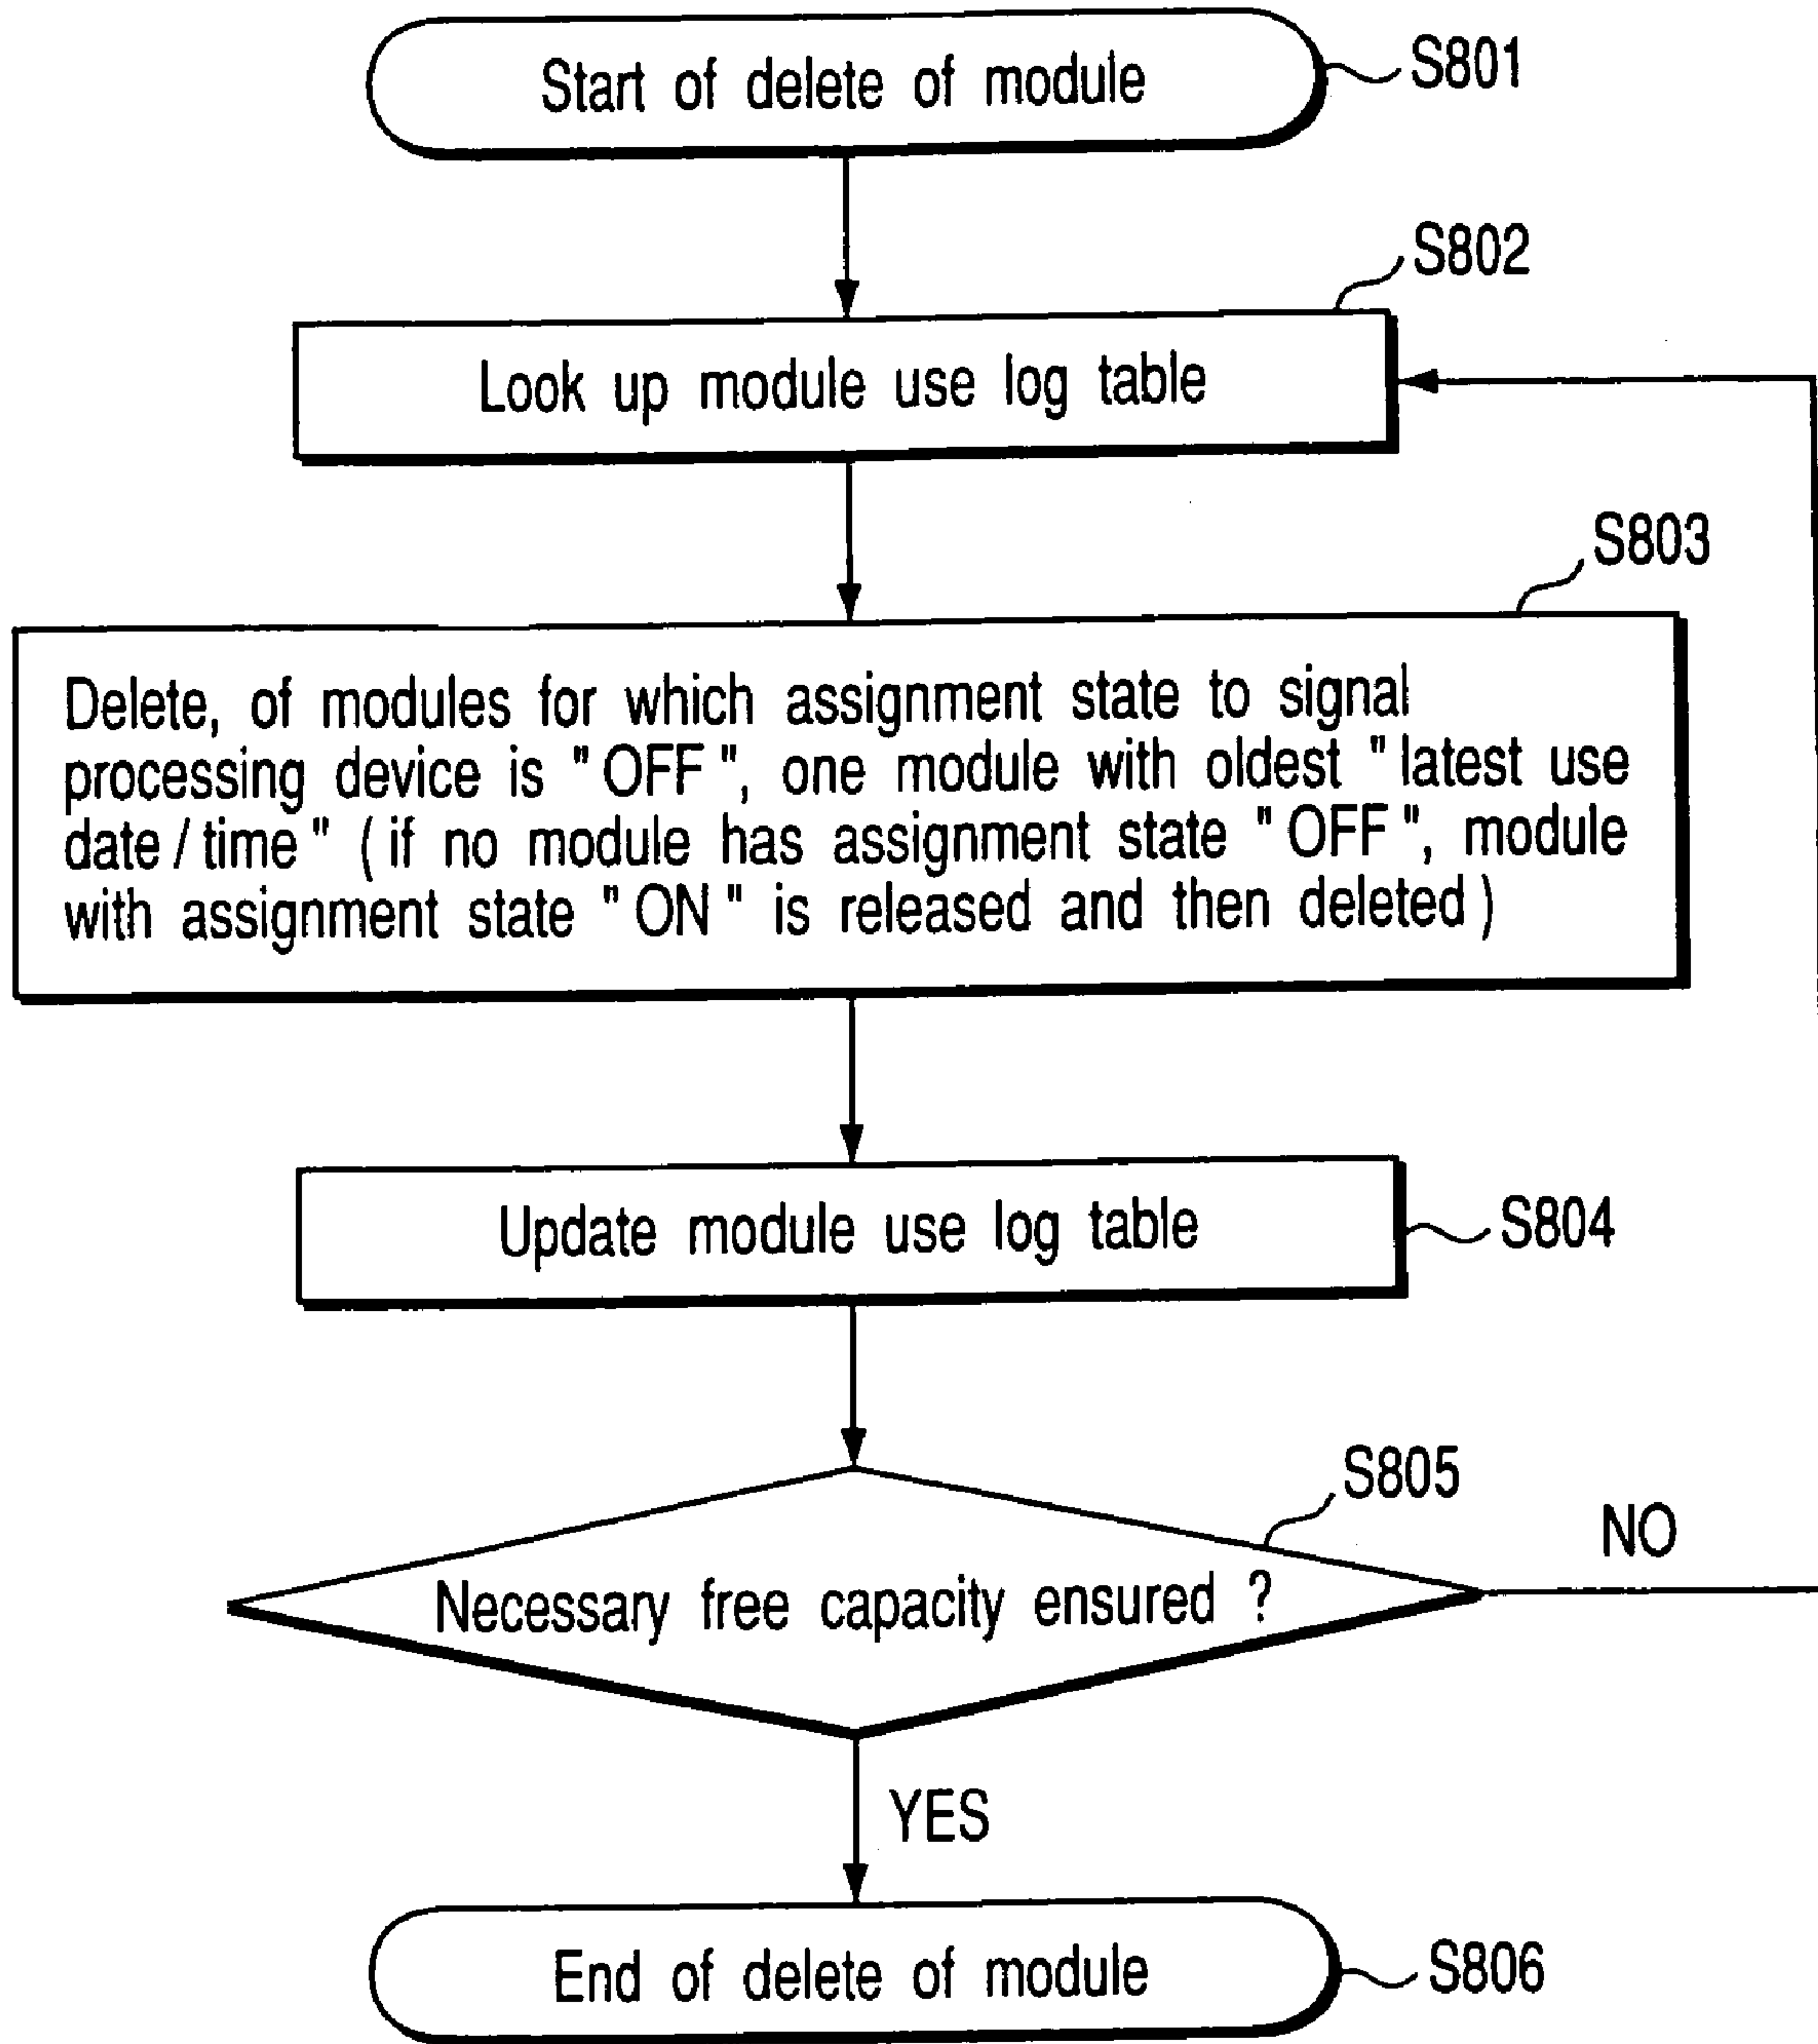 Start of delete of module
S801
S802
Look up module use log table
S803
Delete, of modules for which assignment state to signal
processing device is "OFF", one module with oldest "latest use
date/time" (if no module has assignment state "OFF", module
with assignment state "ON" is released and then deleted)
Update module use log table
S804
S805
NO
Necessary free capacity ensured ?
YES
End of delete of module
S806